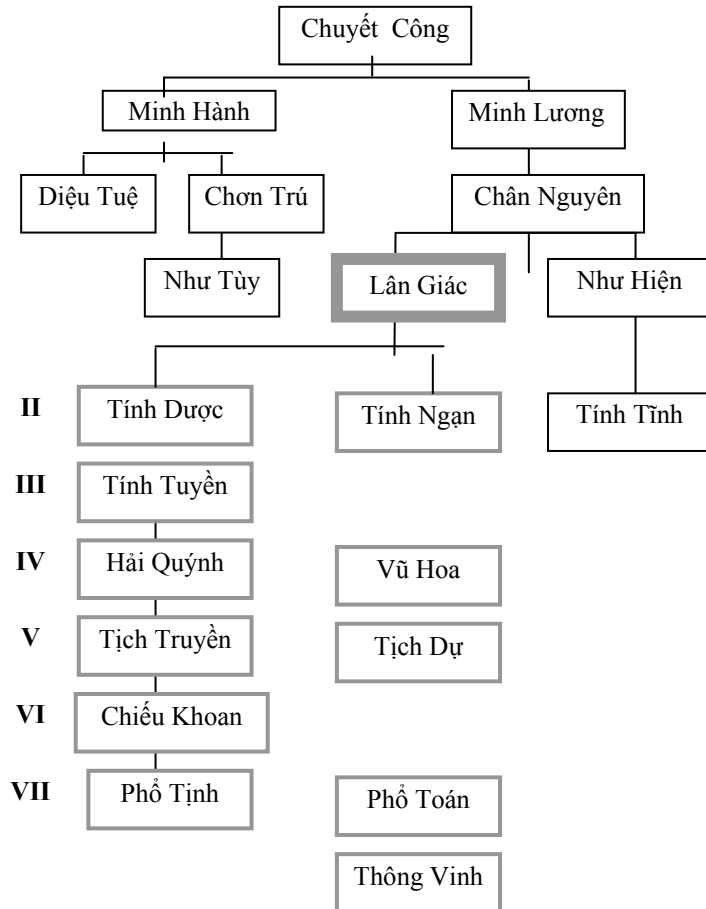 Chuyết Công
Minh Hành
Minh Lương
Diệu Tuệ
Chơn Trú
Chân Nguyên
Như Tùy
Lân Giác
Như Hiện
II
Tính Dược
Tính Ngạn
Tính Tĩnh
III
Tính Tuyền
IV
Hải Quýnh
Vũ Hoa
V
Tịch Truyền
Tịch Dự
VI
Chiếu Khoan
VII
Phổ Tịnh
Phổ Toán
Thông Vinh